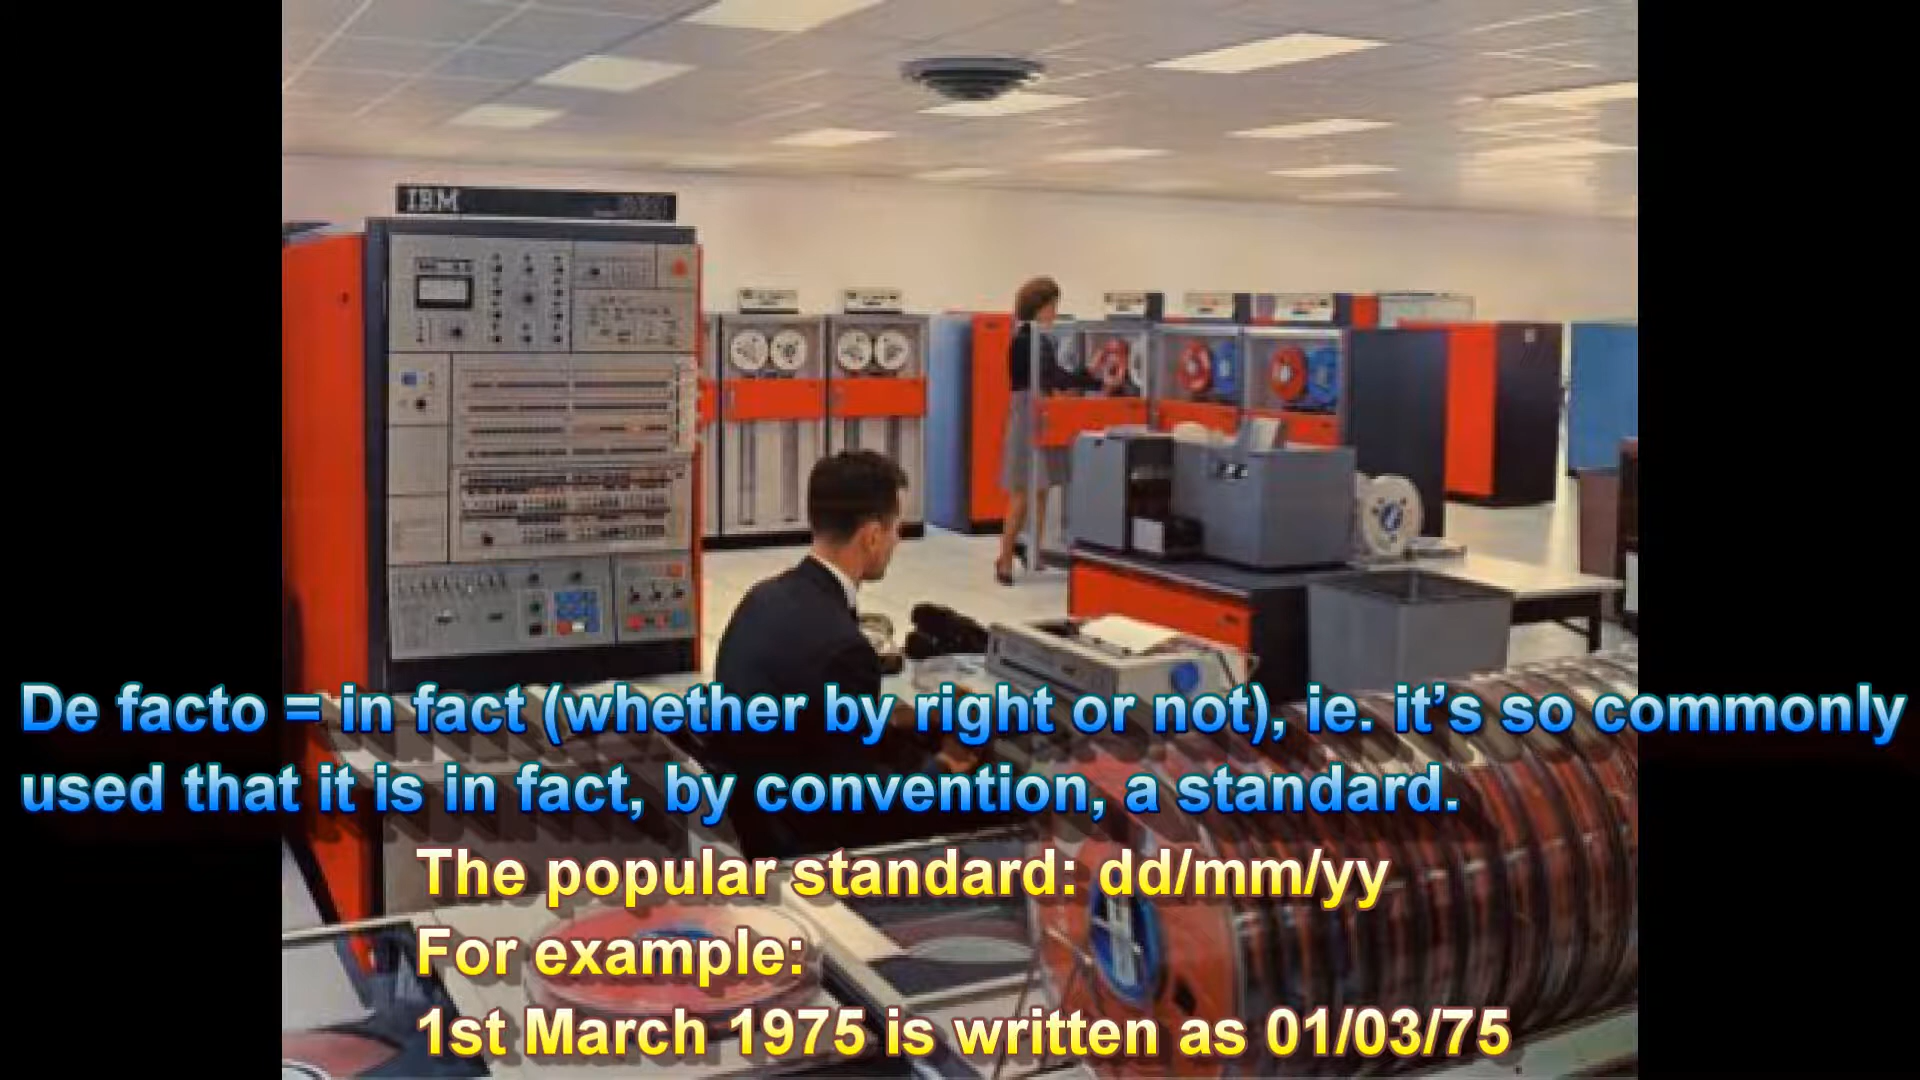 IBM
De facto = in fact (whether by right or not), ie. it’s so commonly
used that it is in fact, by convention, a standard.
The popular standard: dd/mm/yy
For example:
1st March 1975 is written as 01/03/75